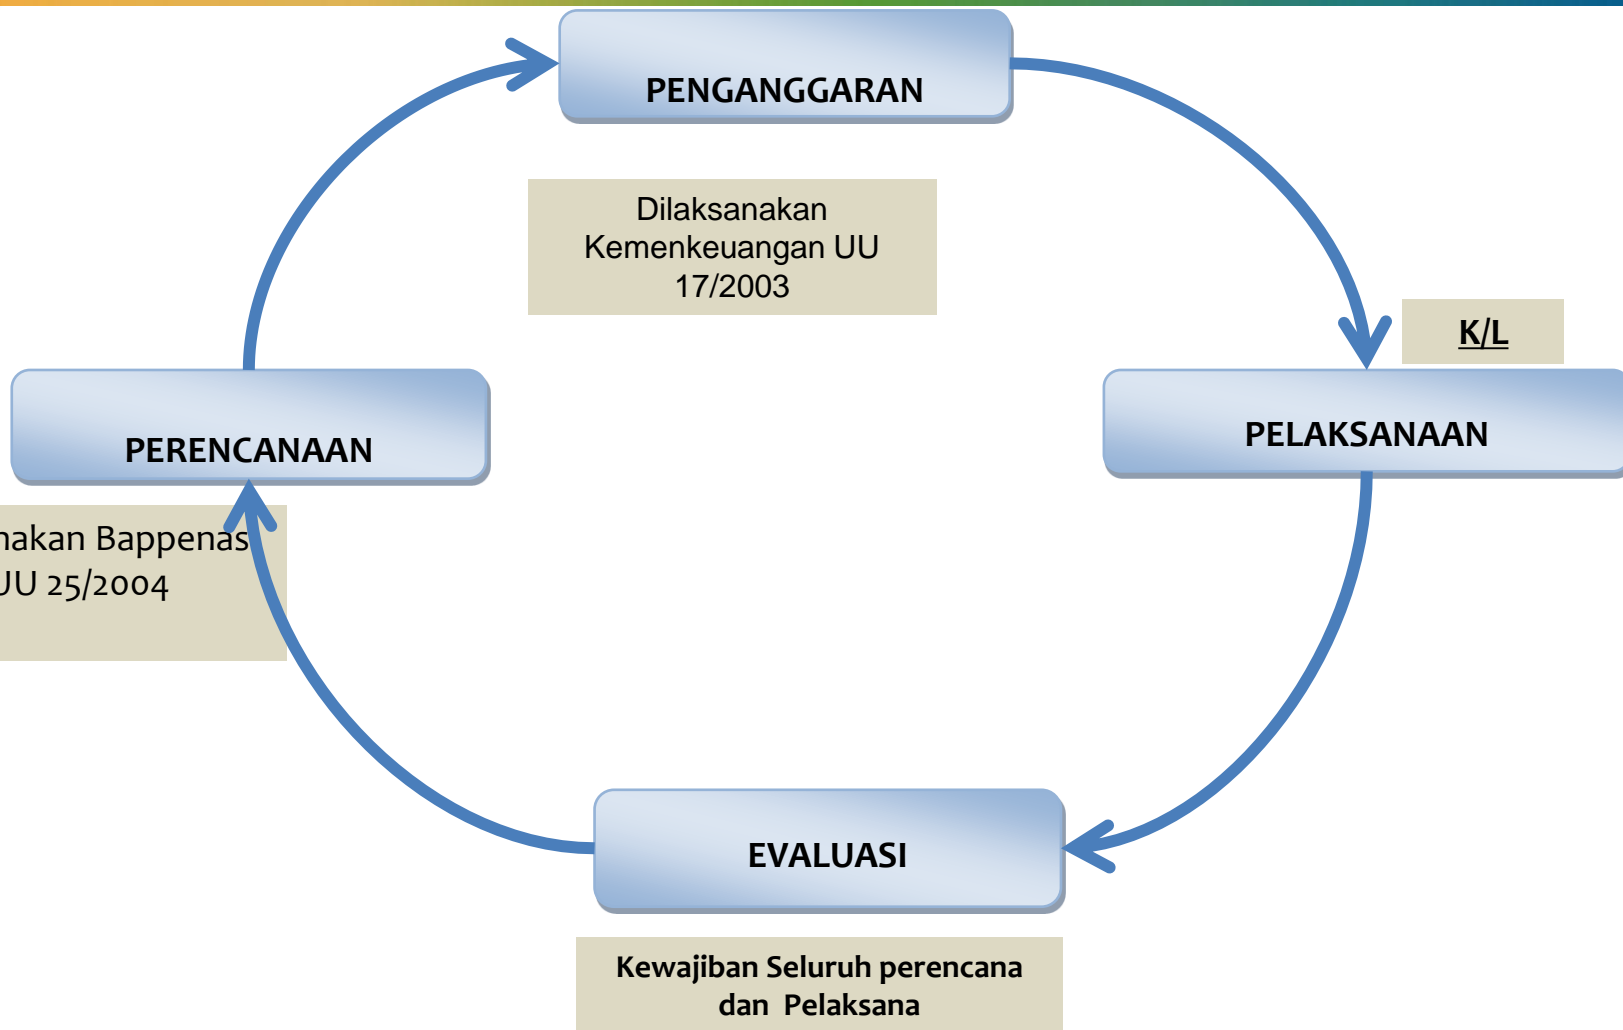 PENGANGGARAN
Dilaksanakan
Kemenkeuangan UU
17/2003
K/L
PERENCANAAN
PELAKSANAAN
nakan Bappenas
UU 25/2004
EVALUASI
Kewajiban Seluruh perencana
dan Pelaksana